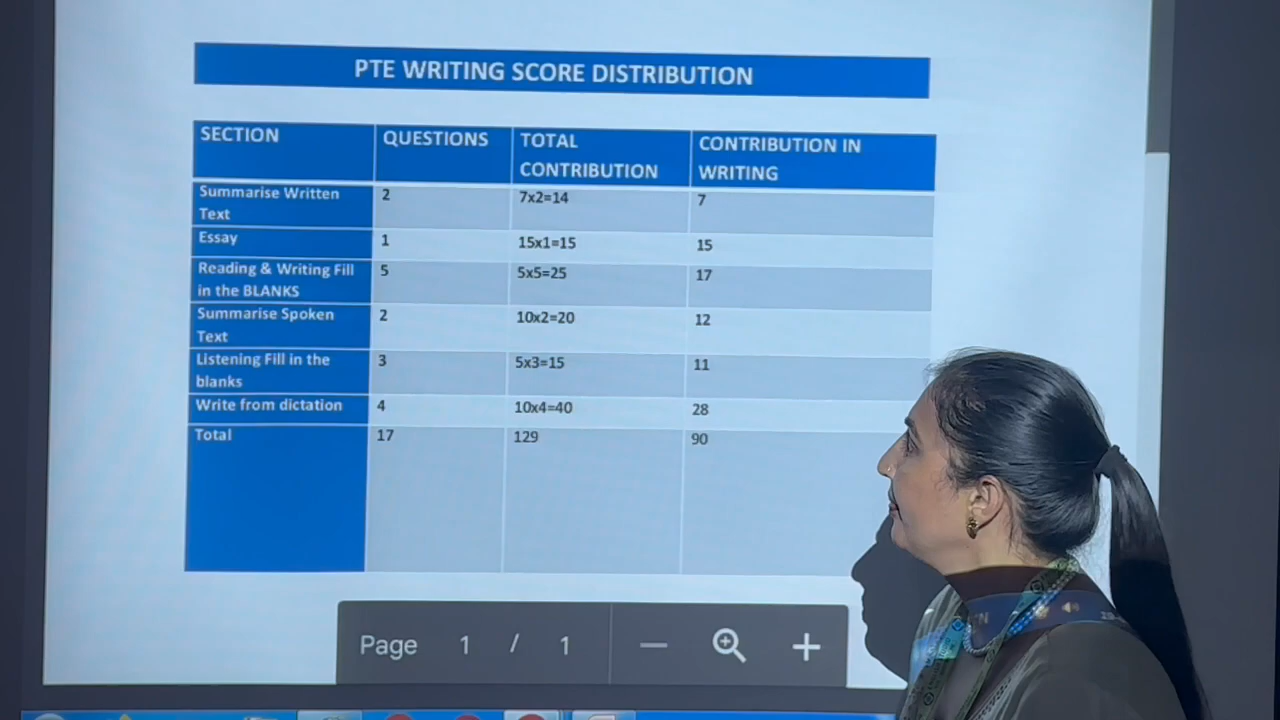 PTE WRITING SCORE DISTRIBUTION
SECTION QUESTIONS TOTAL CONTRIBUTION CONTRIBUTION IN WRITING
Summarise Written Text 2 7x2=14 7
Essay 1 15x1=15 15
Reading & Writing Fill in the BLANKS 5 5x5=25 17
Summarise Spoken Text 2 10x2=20 12
Listening Fill in the blanks 3 5x3=15 11
Write from dictation 4 10x4=40 28
Total 17 129 90
Page 1 / 1